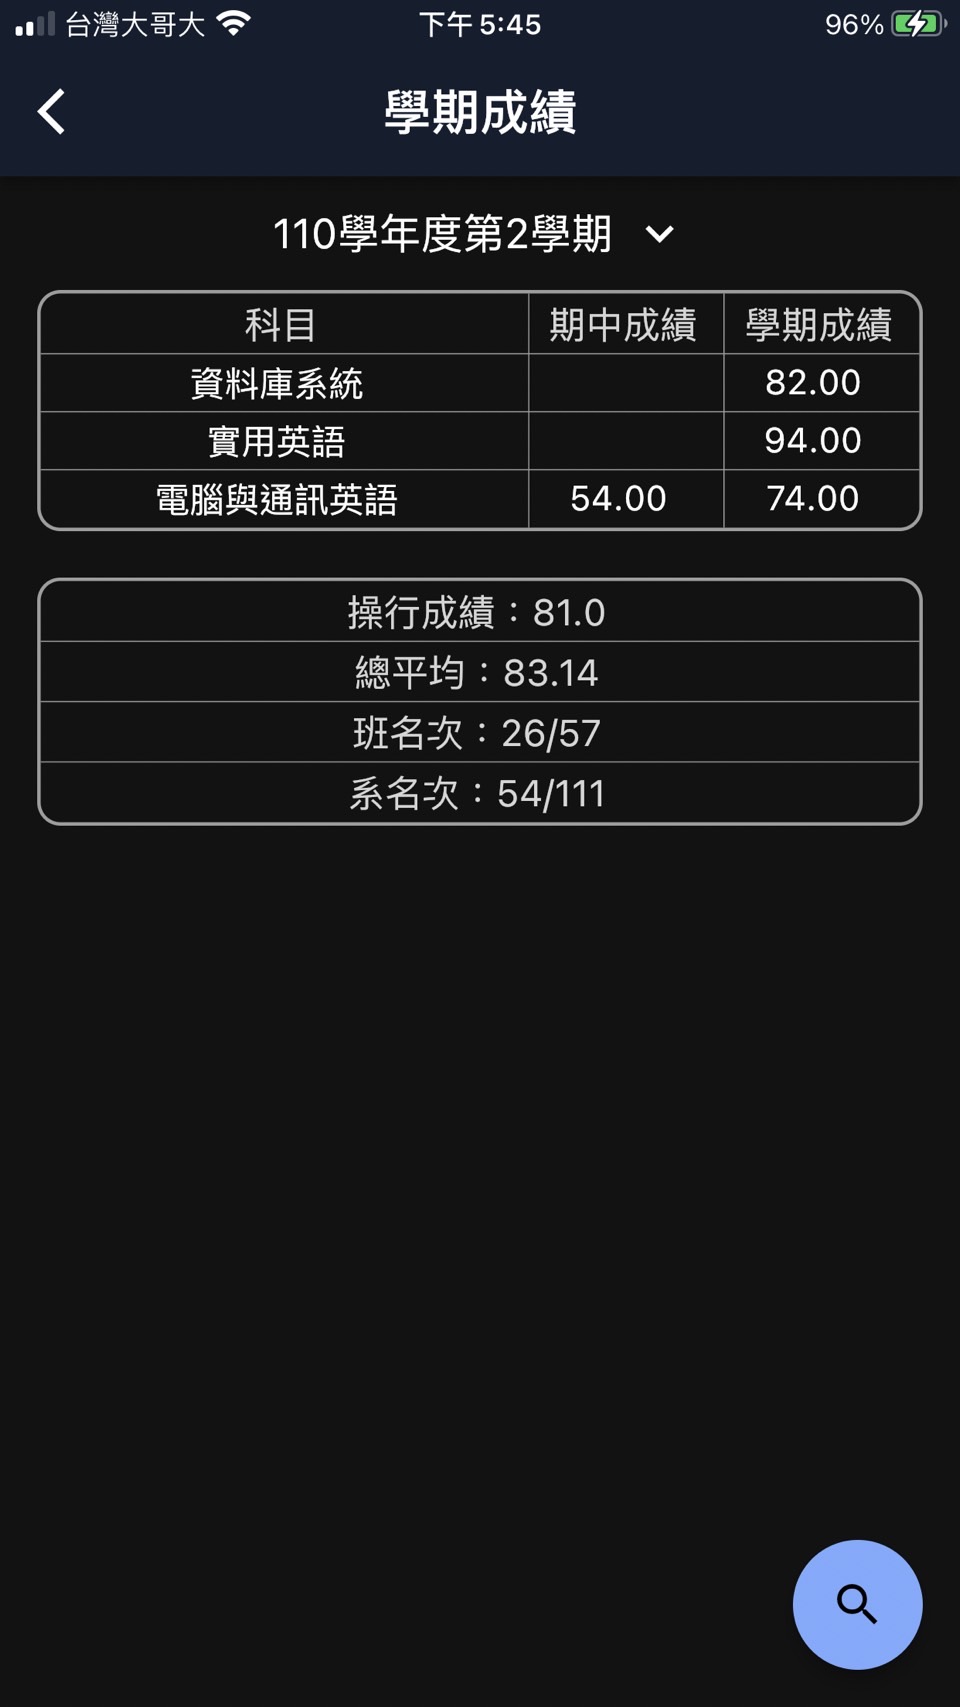 台灣大哥大 下午 5:45 96%
學期成績
110學年度第2學期
科目 期中成績 學期成績
資料庫系統 82.00
實用英語 94.00
電腦與通訊英語 54.00 74.00
操行成績：81.0
總平均：83.14
班名次：26/57
系名次：54/111